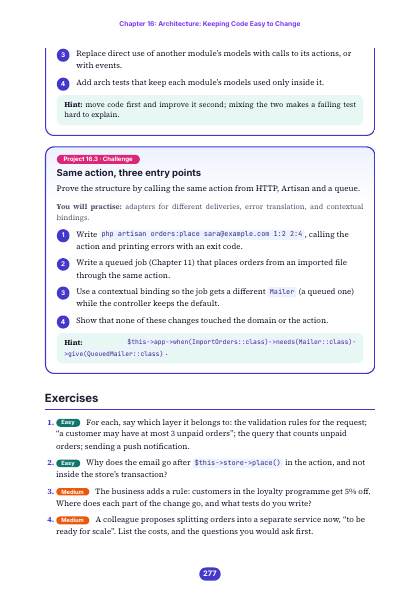 Chapter 16: Architecture: Keeping Code Easy to Change
3 Replace direct use of another module's models with calls to its actions, or
with events.
4 Add arch tests that keep each module's models used only inside it.
Hint: move code first and improve it second; mixing the two makes a failing test
hard to explain.
Project 16.3 · Challenge
Same action, three entry points
Prove the structure by calling the same action from HTTP, Artisan and a queue.
You will practise: adapters for different deliveries, error translation, and contextual
bindings.
1 Write php artisan orders:place sara@example.com 1:2 2:4, calling the
action and printing errors with an exit code.
2 Write a queued job (Chapter 11) that places orders from an imported file
through the same action.
3 Use a contextual binding so the job gets a different Mailer (a queued one)
while the controller keeps the default.
4 Show that none of these changes touched the domain or the action.
Hint: $this->app->when(ImportOrders::class)->needs(Mailer::class)-
>give(QueuedMailer::class).
Exercises
1. Easy For each, say which layer it belongs to: the validation rules for the request;
"a customer may have at most 3 unpaid orders"; the query that counts unpaid
orders; sending a push notification.
2. Easy Why does the email go after $this->store->place() in the action, and not
inside the store's transaction?
3. Medium The business adds a rule: customers in the loyalty programme get 5% off.
Where does each part of the change go, and what tests do you write?
4. Medium A colleague proposes splitting orders into a separate service now, "to be
ready for scale". List the costs, and the questions you would ask first.
277